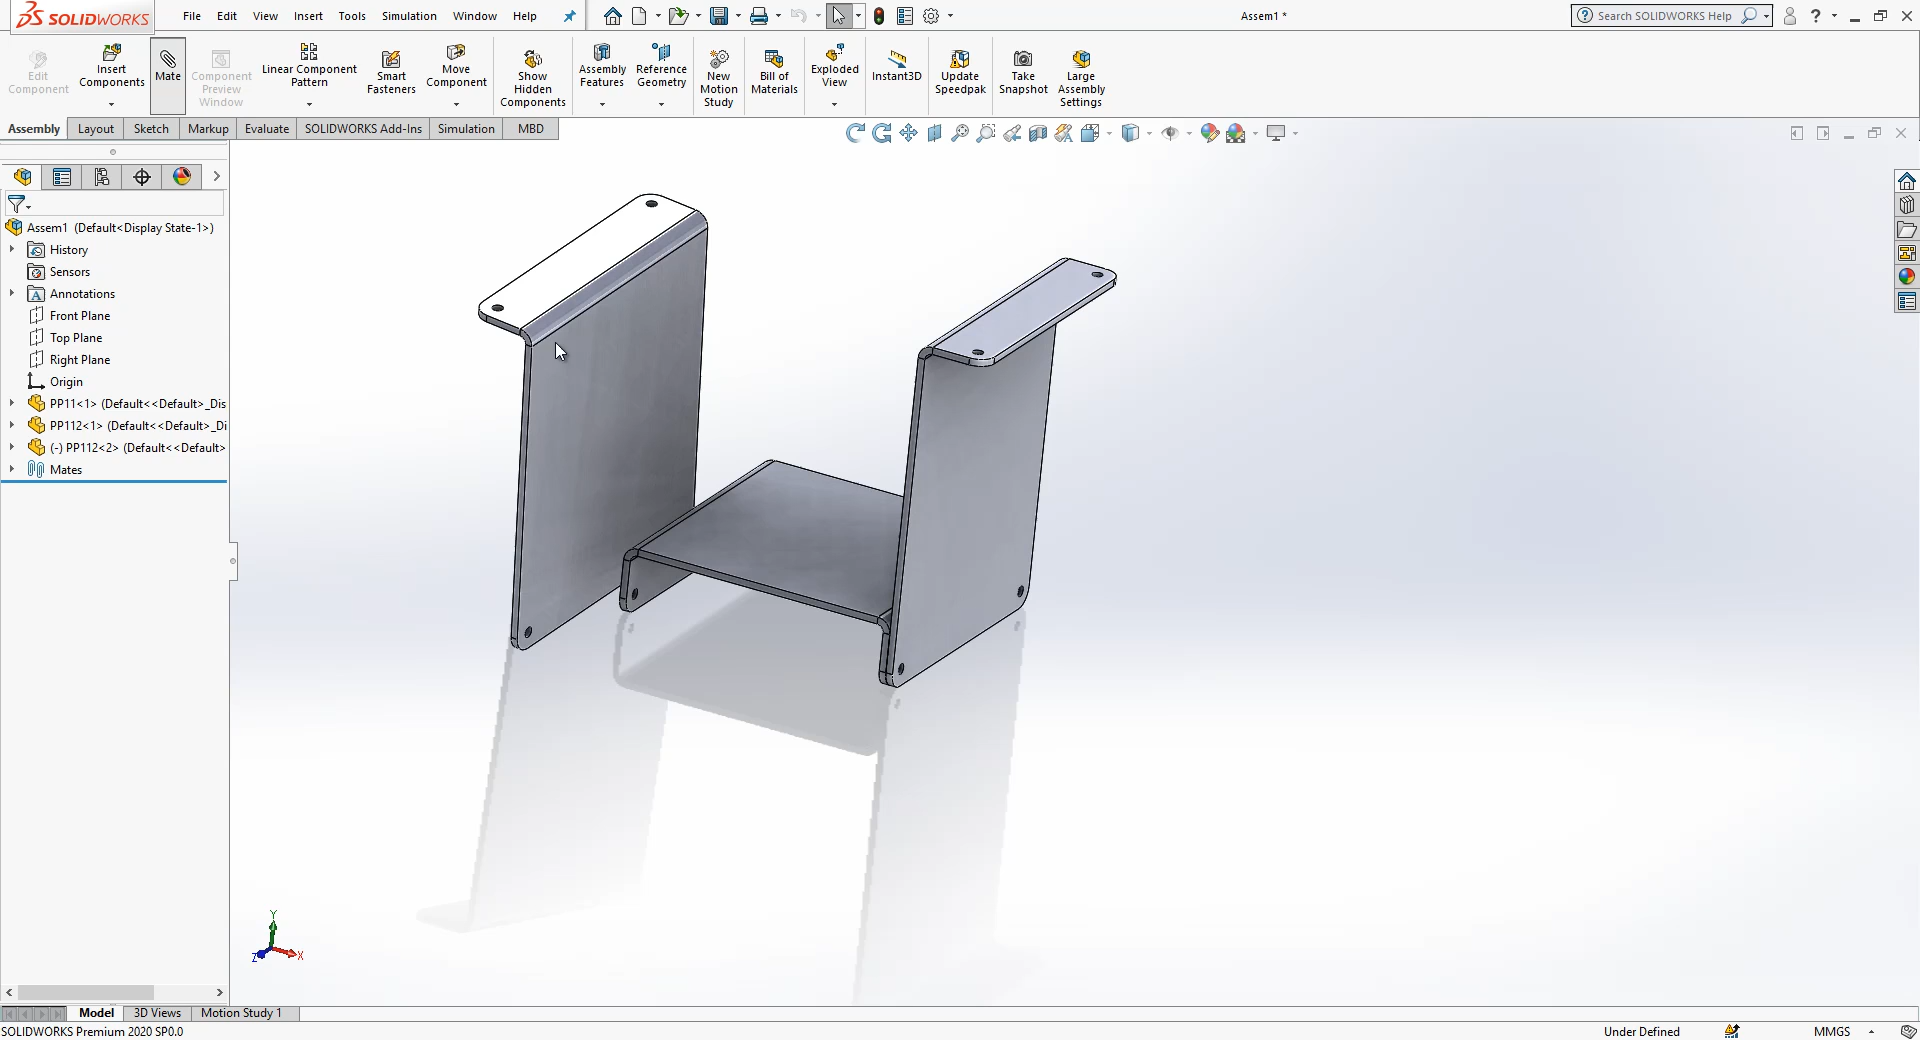 SOLIDWORKS File Edit View Insert Tools Simulation Window Help Assem1 * Search SOLIDWORKS Help
Edit Component
Insert Components
Mate
Component Preview Window
Linear Component Pattern
Smart Fasteners
Move Component
Show Hidden Components
Assembly Features
Reference Geometry
New Motion Study
Bill of Materials
Exploded View
Instant3D
Update Speedpak
Take Snapshot
Large Assembly Settings
Assembly Layout Sketch Markup Evaluate SOLIDWORKS Add-Ins Simulation MBD
Assem1 (Default<Display State-1>)
History
Sensors
Annotations
Front Plane
Top Plane
Right Plane
Origin
PP11<1> (Default<<Default>_Dis
PP112<1> (Default<<Default>_Di
(-) PP112<2> (Default<<Default>
Mates
Y
Z X
Model 3D Views Motion Study 1
SOLIDWORKS Premium 2020 SP0.0 Under Defined MMGS